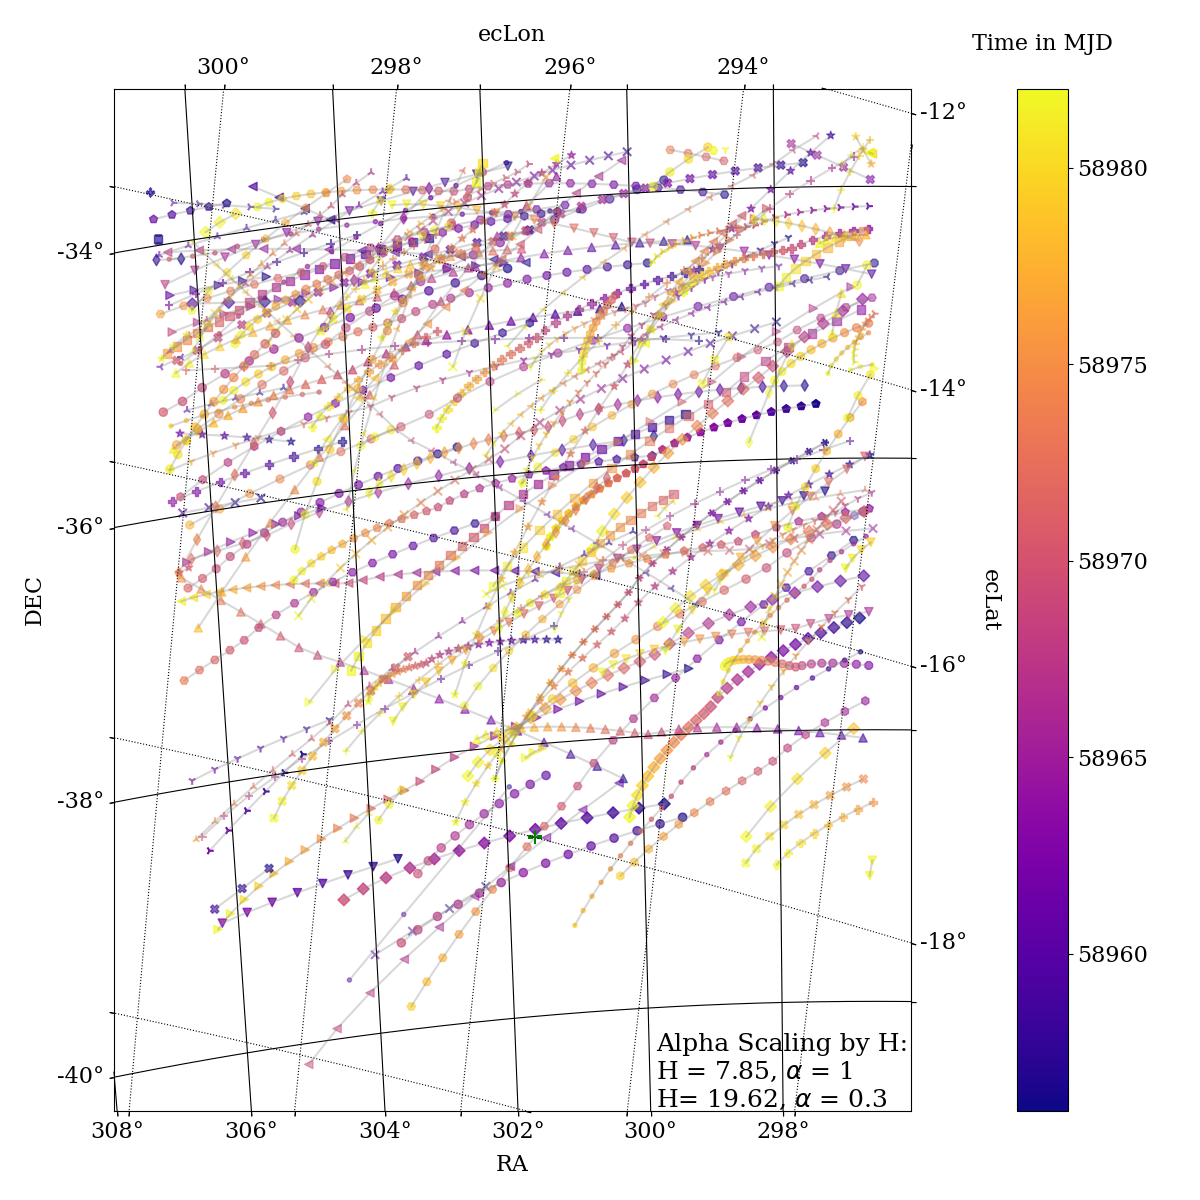 ecLon
Time in MJD
300° 298° 296° 294°
-12°
58980
-34°
58975
-14°
-36°
58970
DEC
ecLat
-16°
58965
-38°
58960
-18°
Alpha Scaling by H:
H = 7.85, α = 1
-40°
H= 19.62, α = 0.3
308° 306° 304° 302° 300° 298°
RA